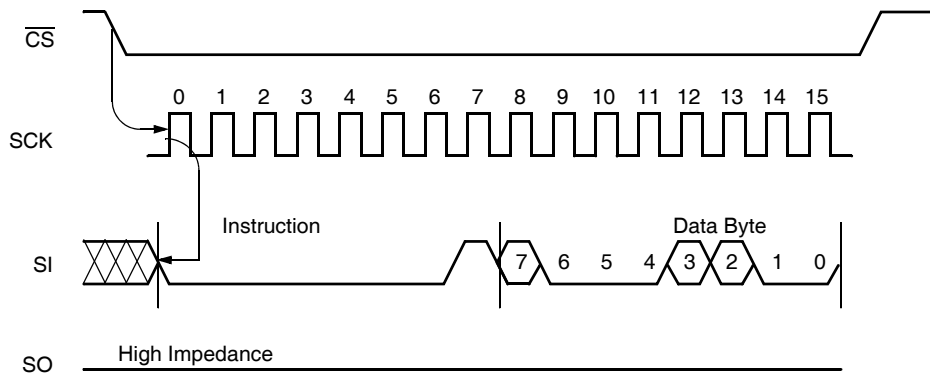 CS
0 1 2 3 4 5 6 7 8 9 10 11 12 13 14 15
SCK
Instruction
Data Byte
SI
7 6 5 4 3 2 1 0
High Impedance
SO